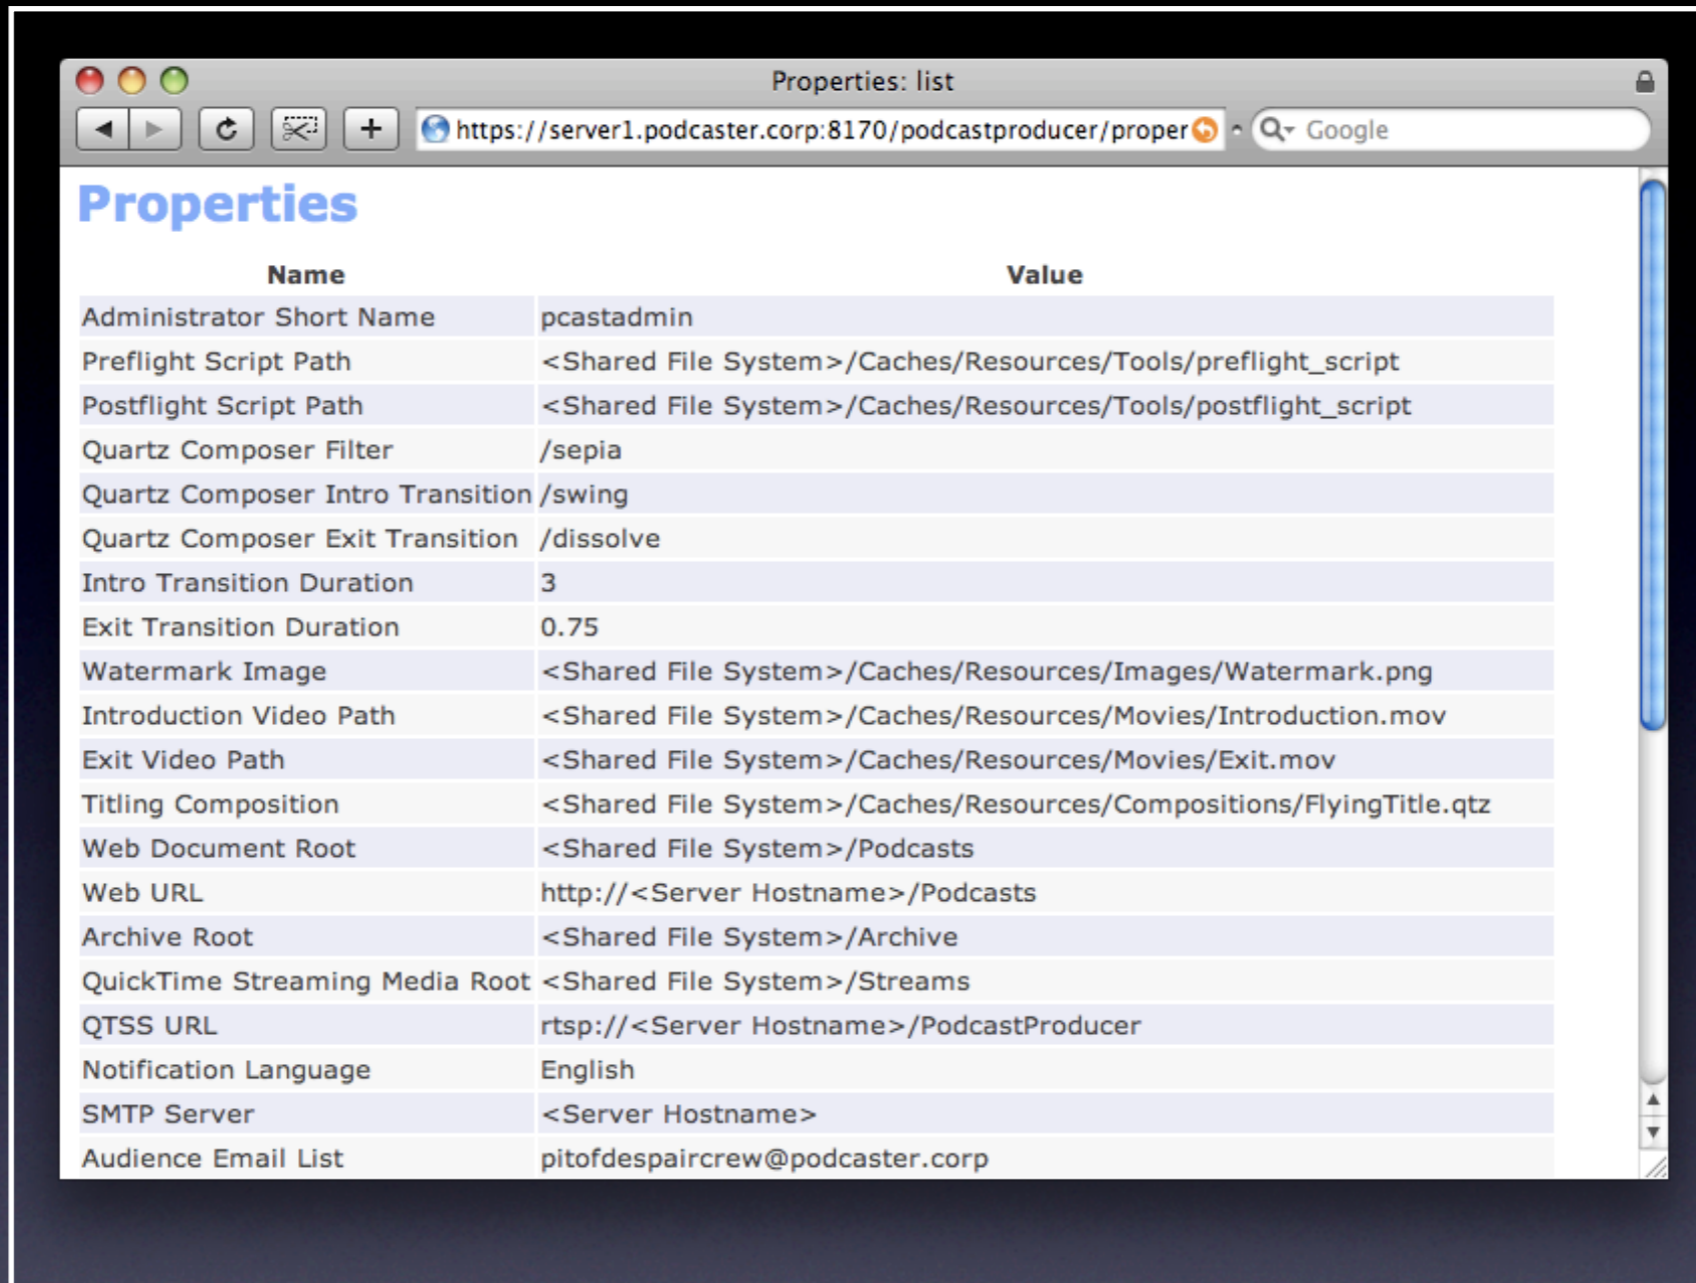 Properties: list
https://server1.podcaster.corp:8170/podcastproducer/proper
Google
Properties
Name Value
Administrator Short Name pcastadmin
Preflight Script Path <Shared File System>/Caches/Resources/Tools/preflight_script
Postflight Script Path <Shared File System>/Caches/Resources/Tools/postflight_script
Quartz Composer Filter /sepia
Quartz Composer Intro Transition /swing
Quartz Composer Exit Transition /dissolve
Intro Transition Duration 3
Exit Transition Duration 0.75
Watermark Image <Shared File System>/Caches/Resources/Images/Watermark.png
Introduction Video Path <Shared File System>/Caches/Resources/Movies/Introduction.mov
Exit Video Path <Shared File System>/Caches/Resources/Movies/Exit.mov
Titling Composition <Shared File System>/Caches/Resources/Compositions/FlyingTitle.qtz
Web Document Root <Shared File System>/Podcasts
Web URL http://<Server Hostname>/Podcasts
Archive Root <Shared File System>/Archive
QuickTime Streaming Media Root <Shared File System>/Streams
QTSS URL rtsp://<Server Hostname>/PodcastProducer
Notification Language English
SMTP Server <Server Hostname>
Audience Email List pitofdespaircrew@podcaster.corp